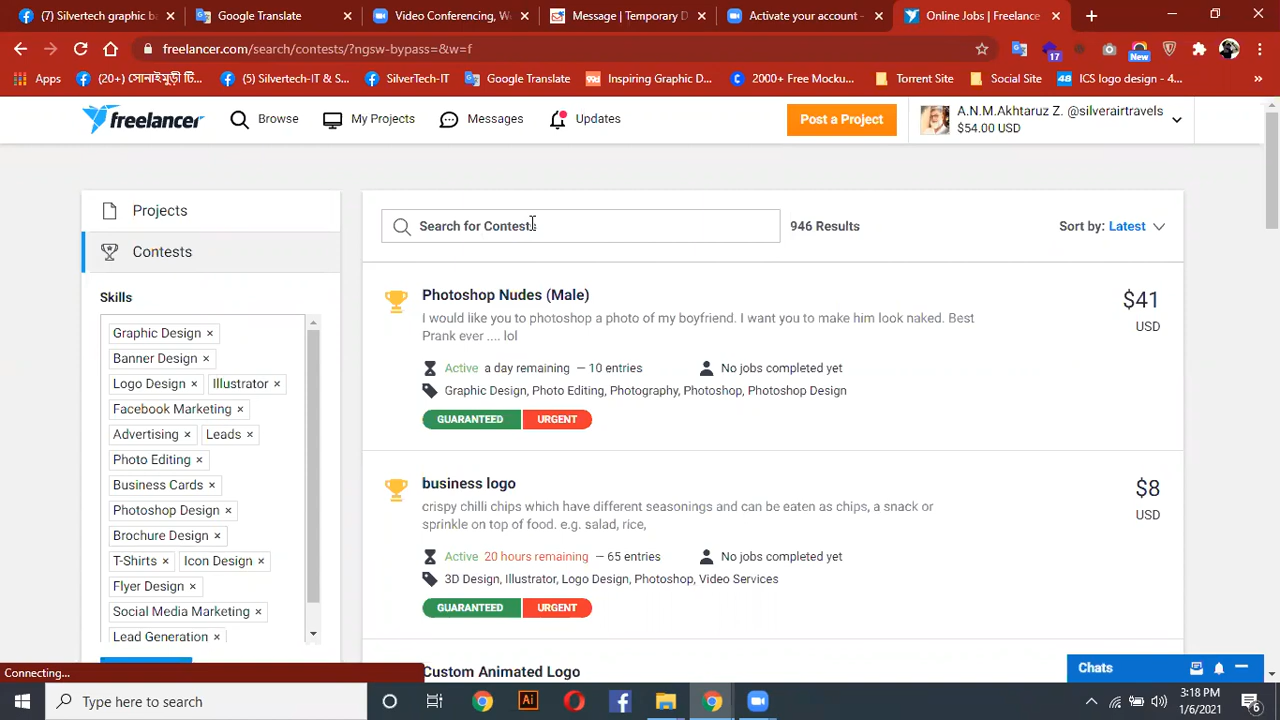 (7) Silvertech graphic ba
Google Translate
Video Conferencing, W
Message | Temporary D
Activate your account -
Online Jobs | Freelance
freelancer.com/search/contests/?ngsw-bypass=&w=f
17
New
Apps
(20+) সোনাইমুড়ী টি...
(5) Silvertech-IT & S...
SilverTech-IT
Google Translate
Inspiring Graphic D...
2000+ Free Mocku...
Torrent Site
Social Site
48 ICS logo design - 4...
»
freelancer
Browse
My Projects
Messages
Updates
Post a Project
A.N.M.Akhtaruz Z. @silverairtravels
$54.00 USD
Projects
Contests
Skills
Graphic Design ×
Banner Design ×
Logo Design × Illustrator ×
Facebook Marketing ×
Advertising × Leads ×
Photo Editing ×
Business Cards ×
Photoshop Design ×
Brochure Design ×
T-Shirts × Icon Design ×
Flyer Design ×
Social Media Marketing ×
Lead Generation ×
Search for Contests
946 Results
Sort by: Latest
Photoshop Nudes (Male)
$41
USD
I would like you to photoshop a photo of my boyfriend. I want you to make him look naked. Best
Prank ever .... lol
Active a day remaining — 10 entries
No jobs completed yet
Graphic Design, Photo Editing, Photography, Photoshop, Photoshop Design
GUARANTEED URGENT
business logo
$8
USD
crispy chilli chips which have different seasonings and can be eaten as chips, a snack or
sprinkle on top of food. e.g. salad, rice,
Active 20 hours remaining — 65 entries
No jobs completed yet
3D Design, Illustrator, Logo Design, Photoshop, Video Services
GUARANTEED URGENT
Custom Animated Logo
Connecting...
Chats
Type here to search
Ai
3:18 PM
1/6/2021
6